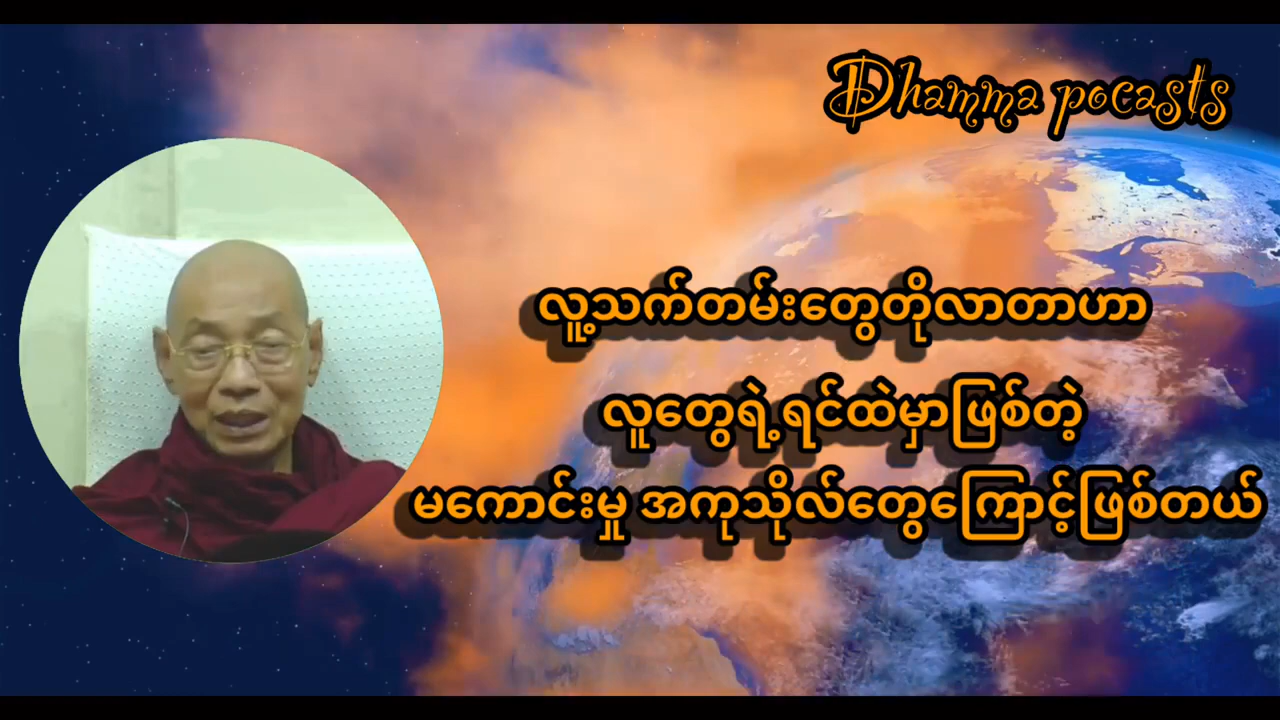 Dhamma pocasts
လူ့သက်တမ်းတွေတိုလာတာဟာ
လူတွေရဲ့ရင်ထဲမှာဖြစ်တဲ့
မကောင်းမှု အကုသိုလ်တွေကြောင့်ဖြစ်တယ်